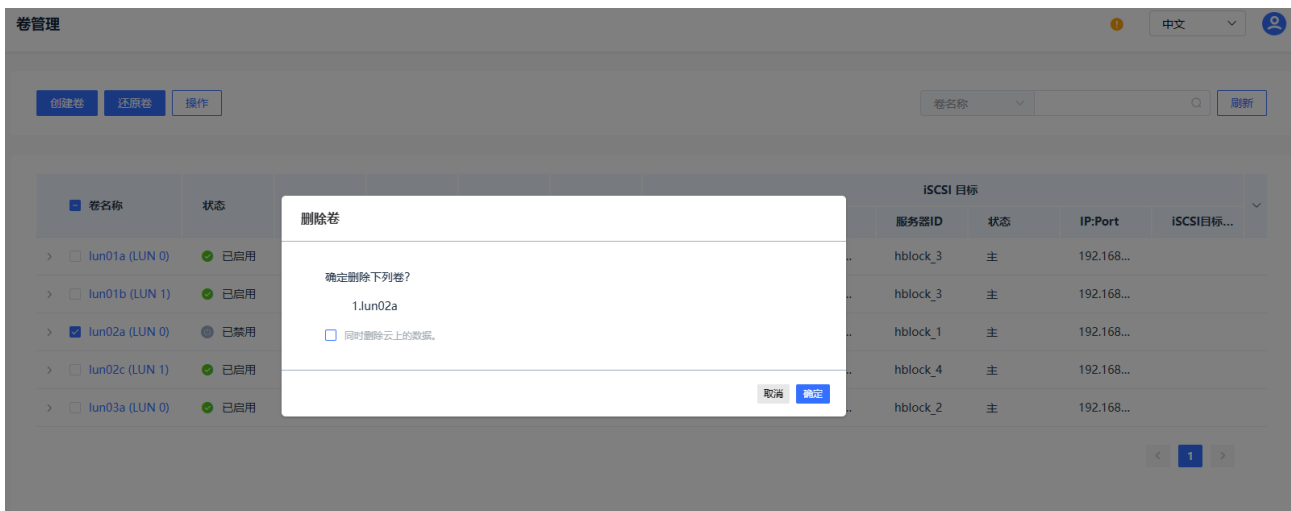 卷管理
中文
创建卷 还原卷 操作 卷名称 刷新
iSCSI 目标
卷名称 状态
服务器ID 状态 IP:Port iSCSI目标...
删除卷
确定删除下列卷?
1.lun02a
同时删除云上的数据。
取消 确定
lun01a (LUN 0) 已启用 .. hblock_3 主 192.168...
lun01b (LUN 1) 已启用 .. hblock_3 主 192.168...
lun02a (LUN 0) 已禁用 .. hblock_1 主 192.168...
lun02c (LUN 1) 已启用 .. hblock_4 主 192.168...
lun03a (LUN 0) 已启用 .. hblock_2 主 192.168...
< 1 >